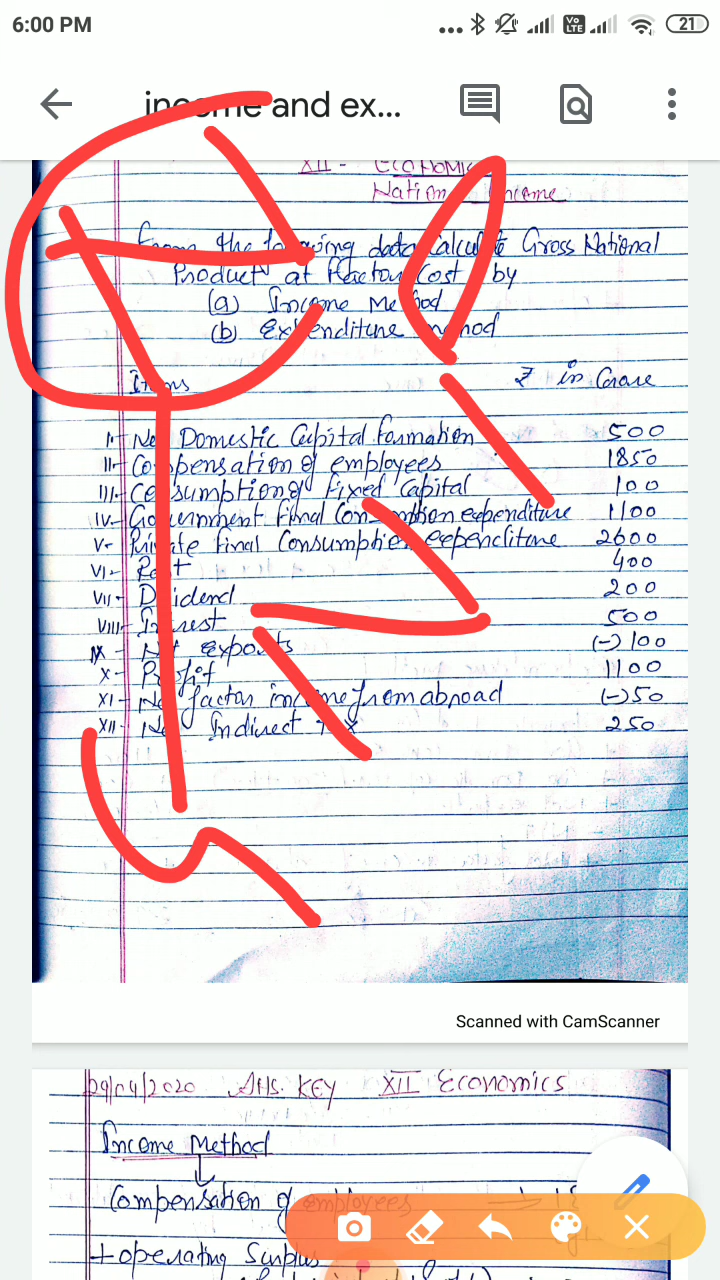 6:00 PM
Vo LTE
21
income and ex...
XII - Economic
National Income
From the following data Calculate Gross National
Product at Factor Cost by
(a) Income Method
(b) Expenditure method
Items ₹ in Crore
I- Net Domestic Capital Formation 500
II- Compensation of employees 1850
III- Consumption of Fixed Capital 100
IV- Government Final Consumption expenditure 1100
V- Private Final Consumption expenditure 2600
VI- Rent 400
VII- Dividend 200
VIII- Interest 500
IX- Net Exports (-) 100
X- Profit 1100
XI- Net factor income from abroad (-) 50
XII- Net Indirect Tax 250
Scanned with CamScanner
29/04/2020 Ans. KEY XII Economics
Income Method
Compensation of employees
+ operating Surplus